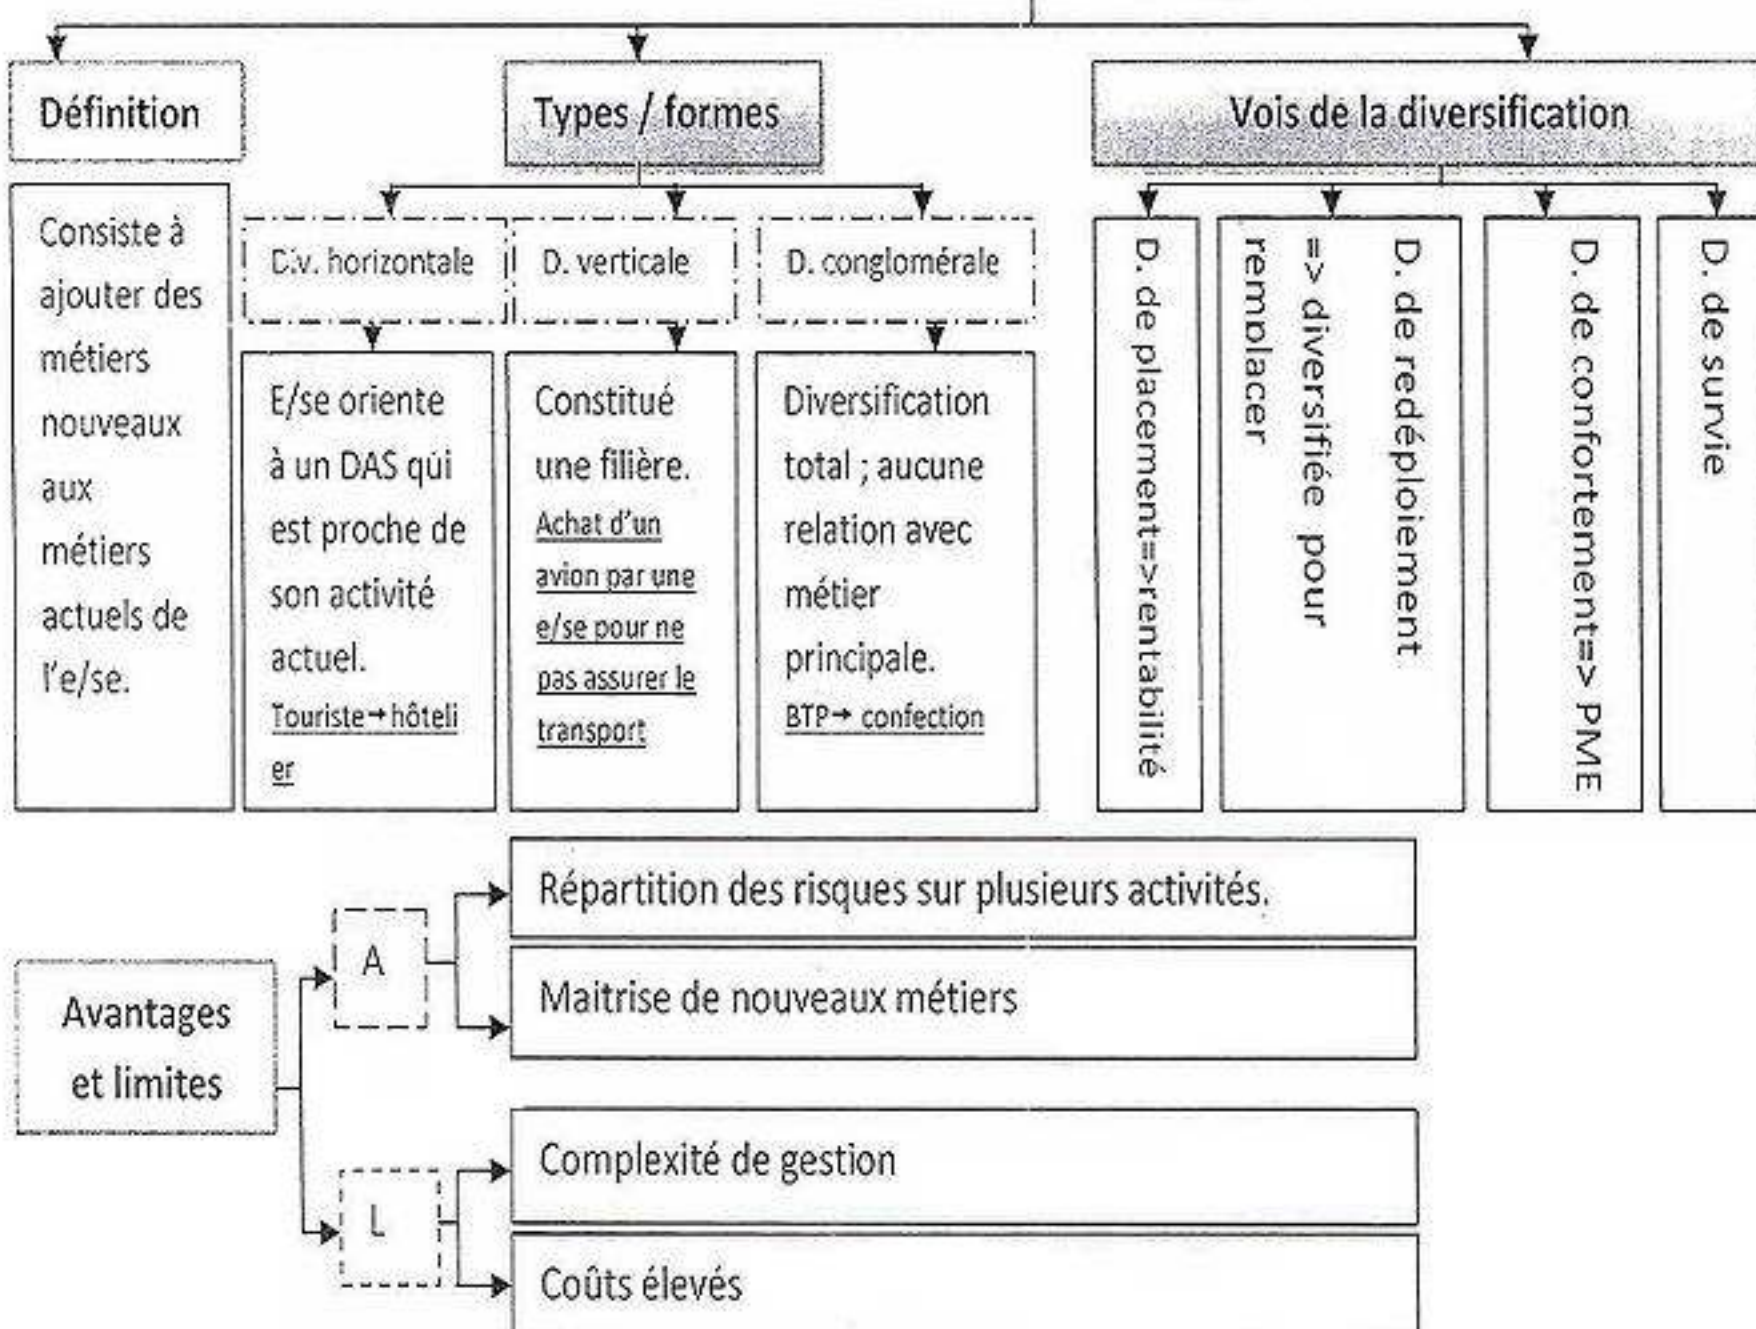 Définition
Types / formes
Vois de la diversification
Consiste à
ajouter des
métiers
nouveaux
aux
métiers
actuels de
l'e/se.
D.v. horizontale
D. verticale
D. conglomérale
E/se oriente
à un DAS qui
est proche de
son activité
actuel.
Touriste→hôteli
er
Constitué
une filière.
Achat d'un
avion par une
e/se pour ne
pas assurer le
transport
Diversification
total ; aucune
relation avec
métier
principale.
BTP→ confection
D. de placement=>rentabilité
D. de redéploiement
=> diversifiée pour
remplacer
D. de confortement=> PME
D. de survie
Avantages
et limites
A
Répartition des risques sur plusieurs activités.
Maitrise de nouveaux métiers
L
Complexité de gestion
Coûts élevés